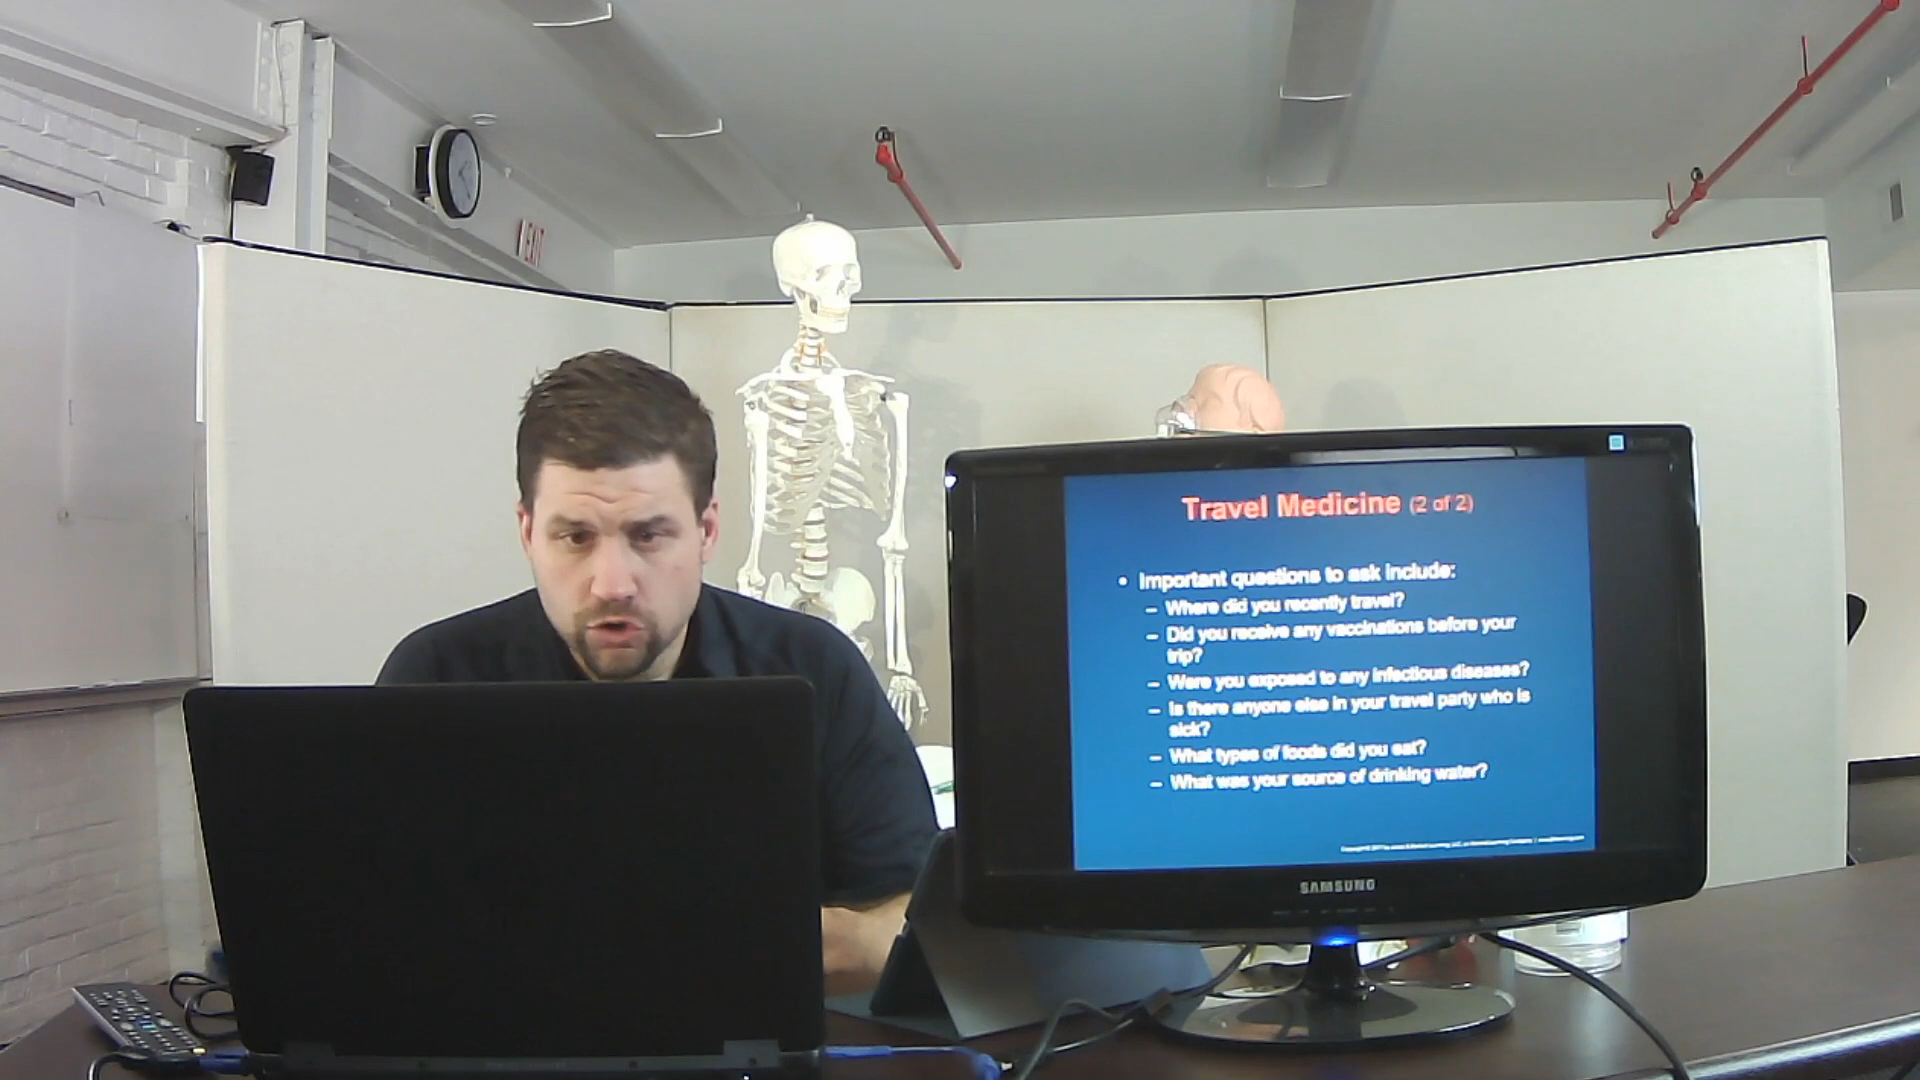 EXIT
Travel Medicine (2 of 2)
• Important questions to ask include:
– Where did you recently travel?
– Did you receive any vaccinations before your
trip?
– Were you exposed to any infectious diseases?
– Is there anyone else in your travel party who is
sick?
– What types of foods did you eat?
– What was your source of drinking water?
SAMSUNG